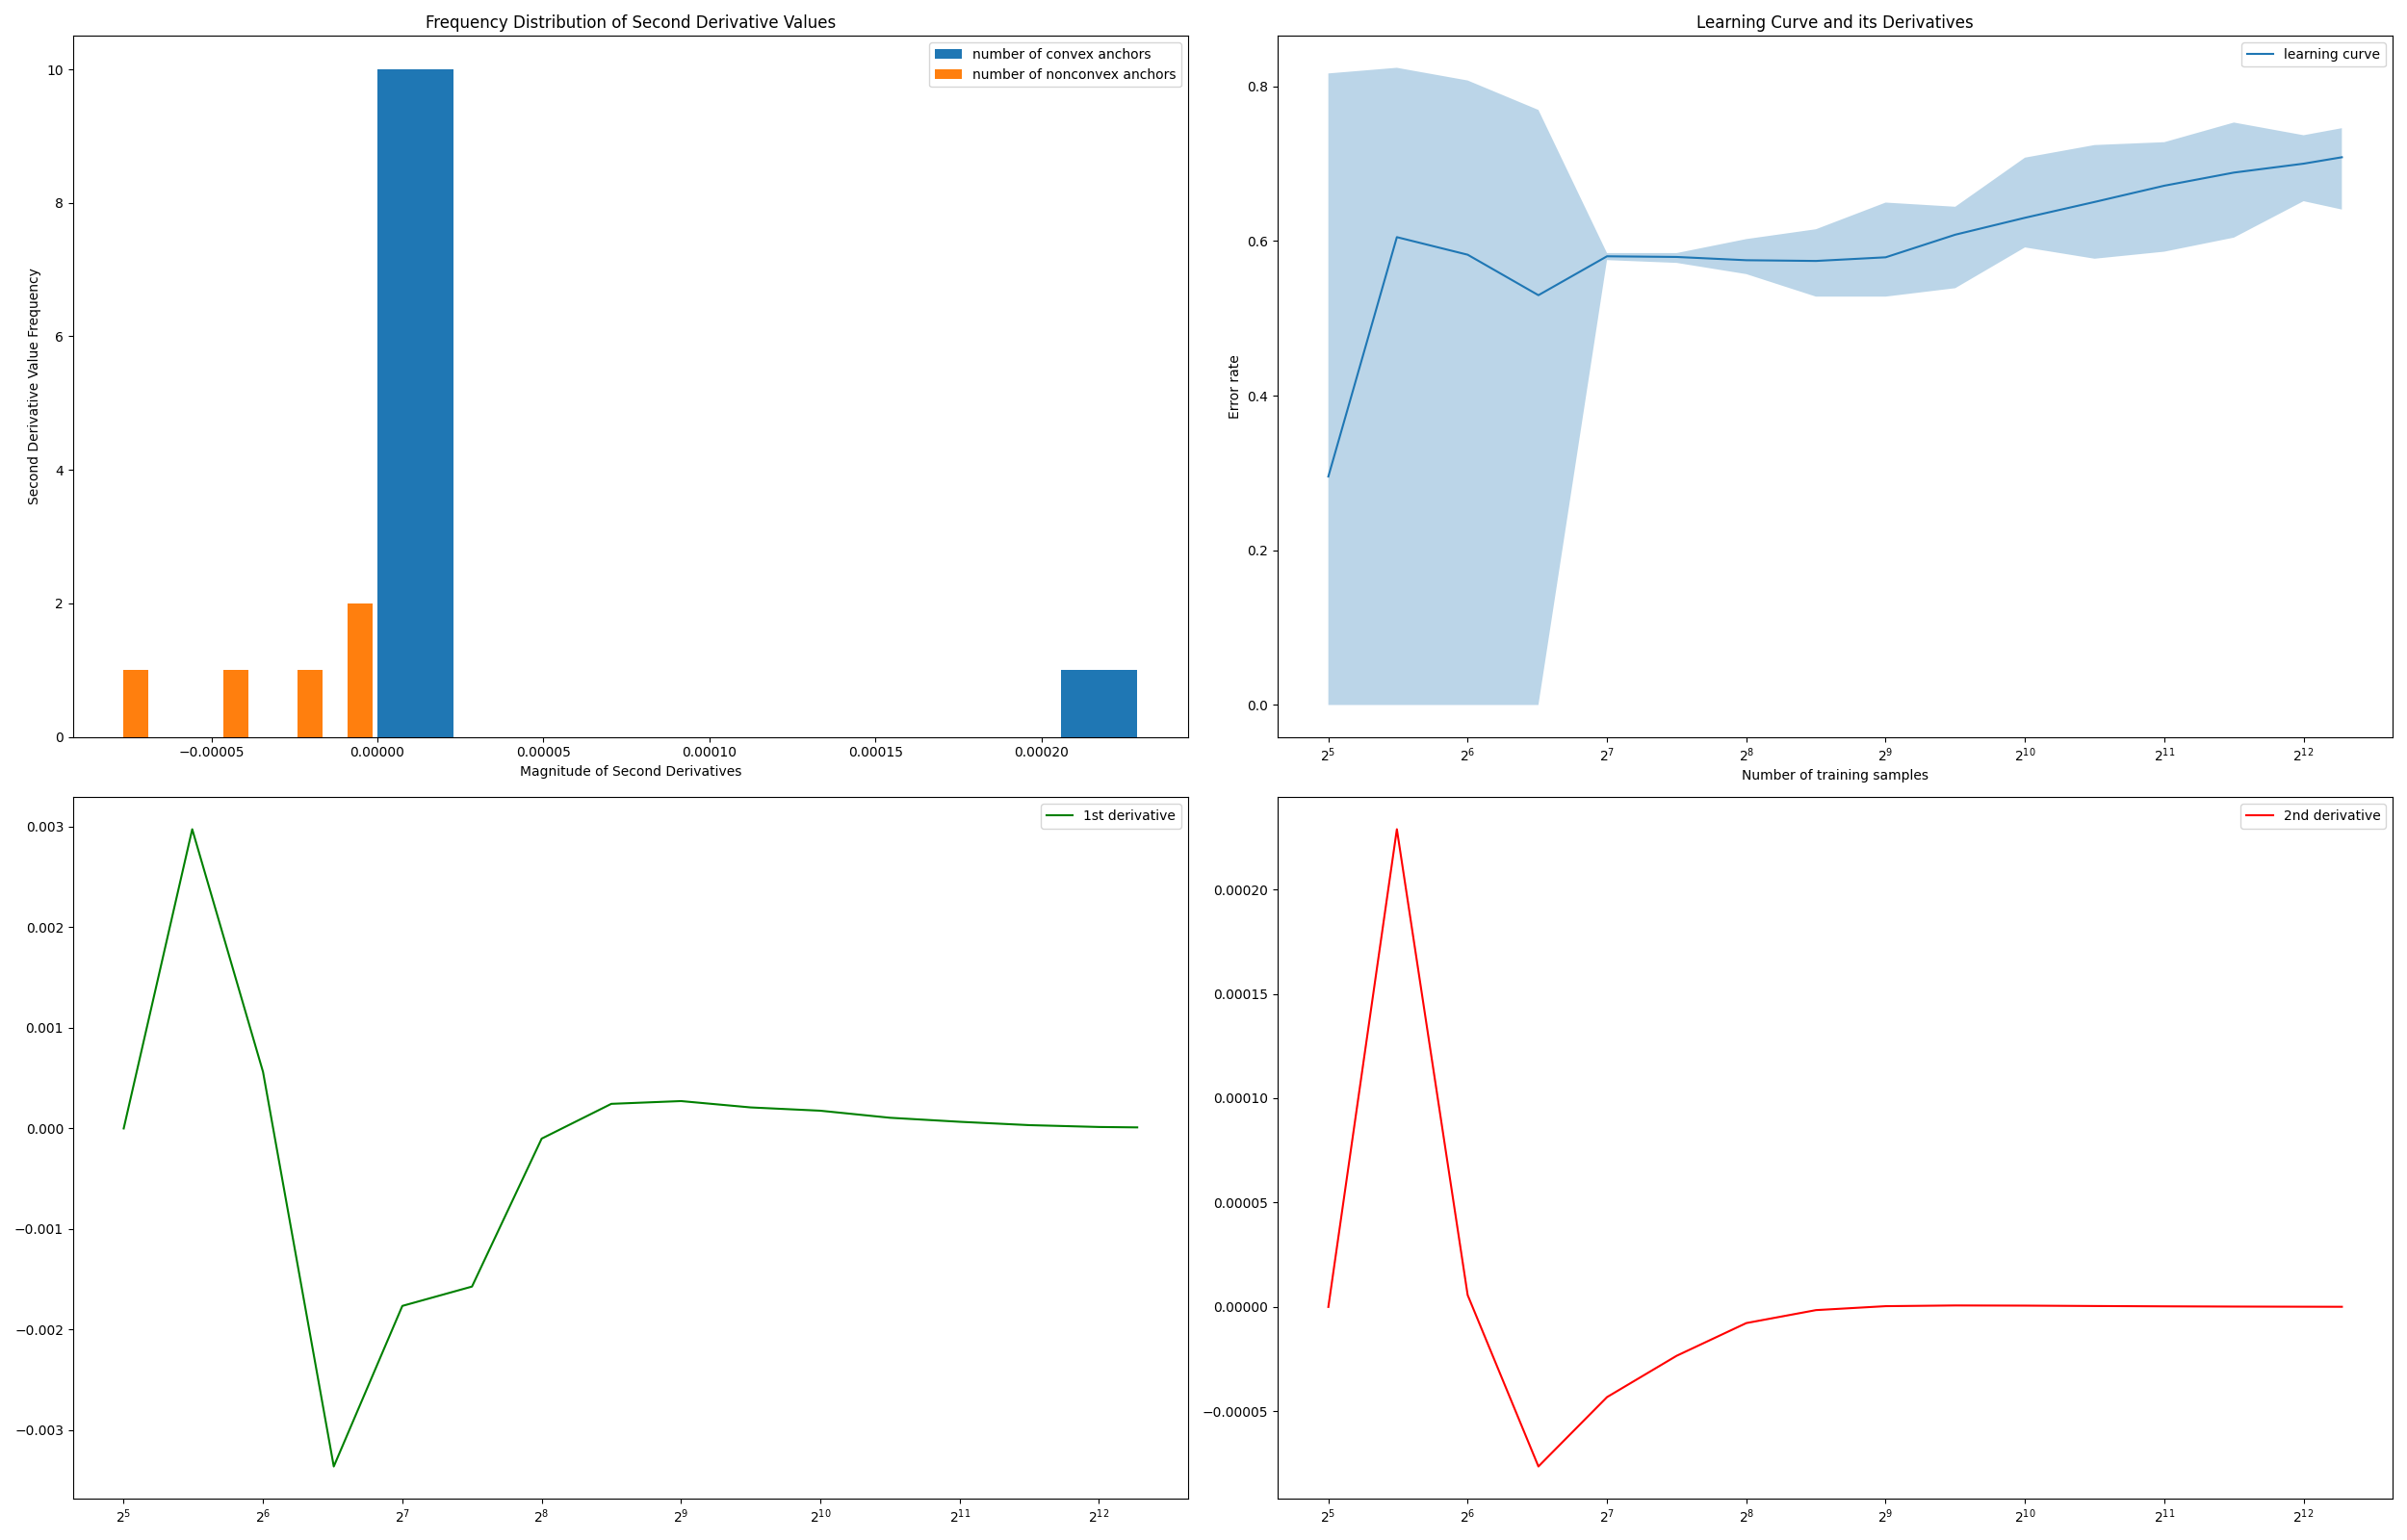 Frequency Distribution of Second Derivative Values
number of convex anchors
number of nonconvex anchors
Second Derivative Value Frequency
10
8
6
4
2
0
−0.00005 0.00000 0.00005 0.00010 0.00015 0.00020
Magnitude of Second Derivatives
Learning Curve and its Derivatives
learning curve
Error rate
0.8
0.6
0.4
0.2
0.0
2^5 2^6 2^7 2^8 2^9 2^10 2^11 2^12
Number of training samples
1st derivative
0.003
0.002
0.001
0.000
−0.001
−0.002
−0.003
2^5 2^6 2^7 2^8 2^9 2^10 2^11 2^12
2nd derivative
0.00020
0.00015
0.00010
0.00005
0.00000
−0.00005
2^5 2^6 2^7 2^8 2^9 2^10 2^11 2^12